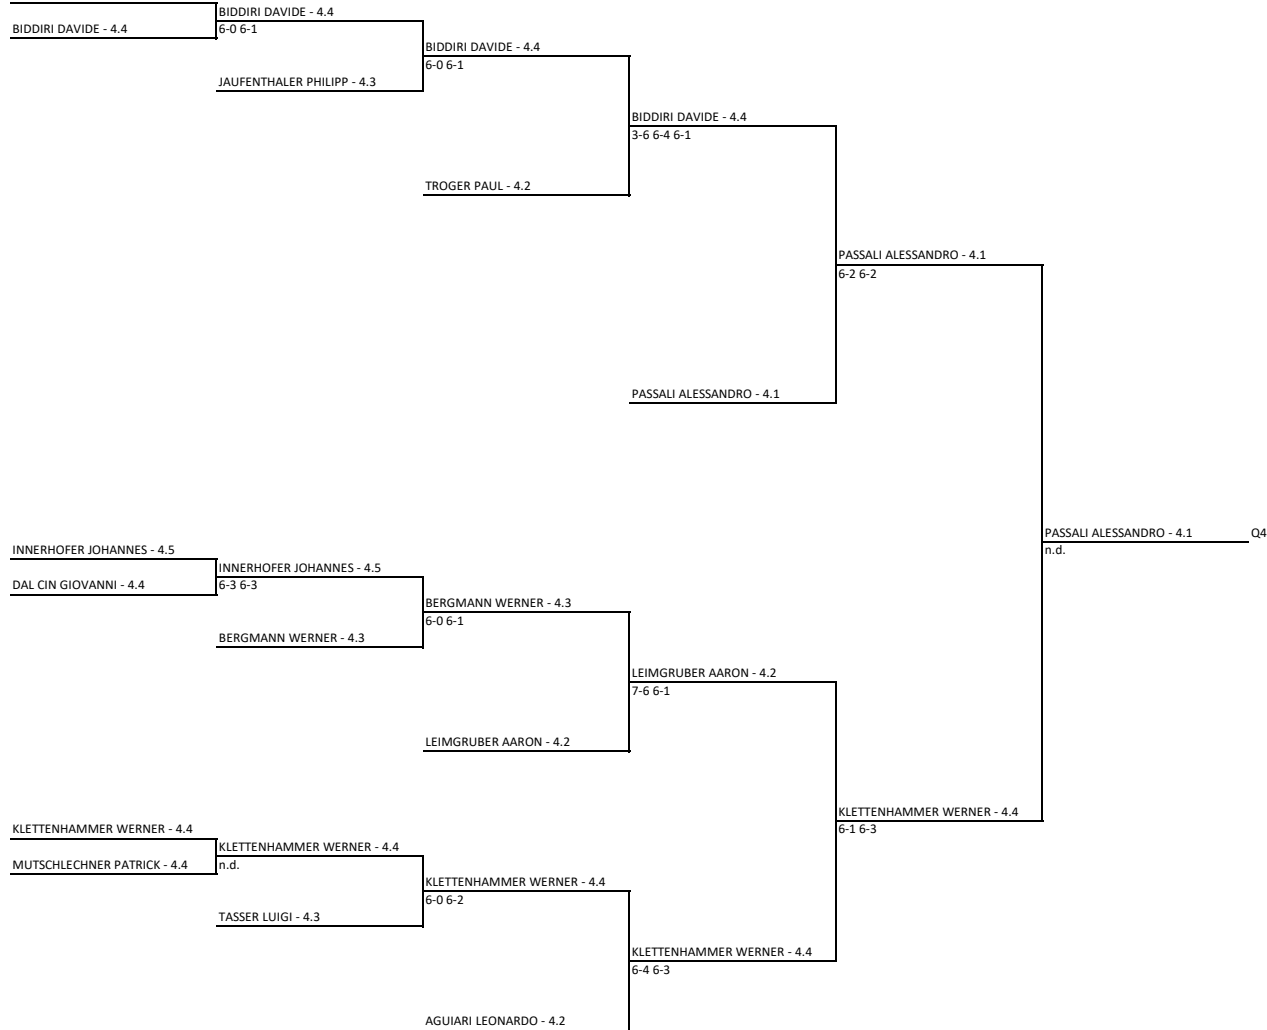 BIDDIRI DAVIDE - 4.4
BIDDIRI DAVIDE - 4.4
6-0 6-1
BIDDIRI DAVIDE - 4.4
6-0 6-1
JAUFENTHALER PHILIPP - 4.3
BIDDIRI DAVIDE - 4.4
3-6 6-4 6-1
TROGER PAUL - 4.2
PASSALI ALESSANDRO - 4.1
6-2 6-2
PASSALI ALESSANDRO - 4.1
PASSALI ALESSANDRO - 4.1 Q4
n.d.
INNERHOFER JOHANNES - 4.5
INNERHOFER JOHANNES - 4.5
6-3 6-3
DAL CIN GIOVANNI - 4.4
BERGMANN WERNER - 4.3
6-0 6-1
BERGMANN WERNER - 4.3
LEIMGRUBER AARON - 4.2
7-6 6-1
LEIMGRUBER AARON - 4.2
KLETTENHAMMER WERNER - 4.4
6-1 6-3
KLETTENHAMMER WERNER - 4.4
KLETTENHAMMER WERNER - 4.4
n.d.
MUTSCHLECHNER PATRICK - 4.4
KLETTENHAMMER WERNER - 4.4
6-0 6-2
TASSER LUIGI - 4.3
KLETTENHAMMER WERNER - 4.4
6-4 6-3
AGUIARI LEONARDO - 4.2